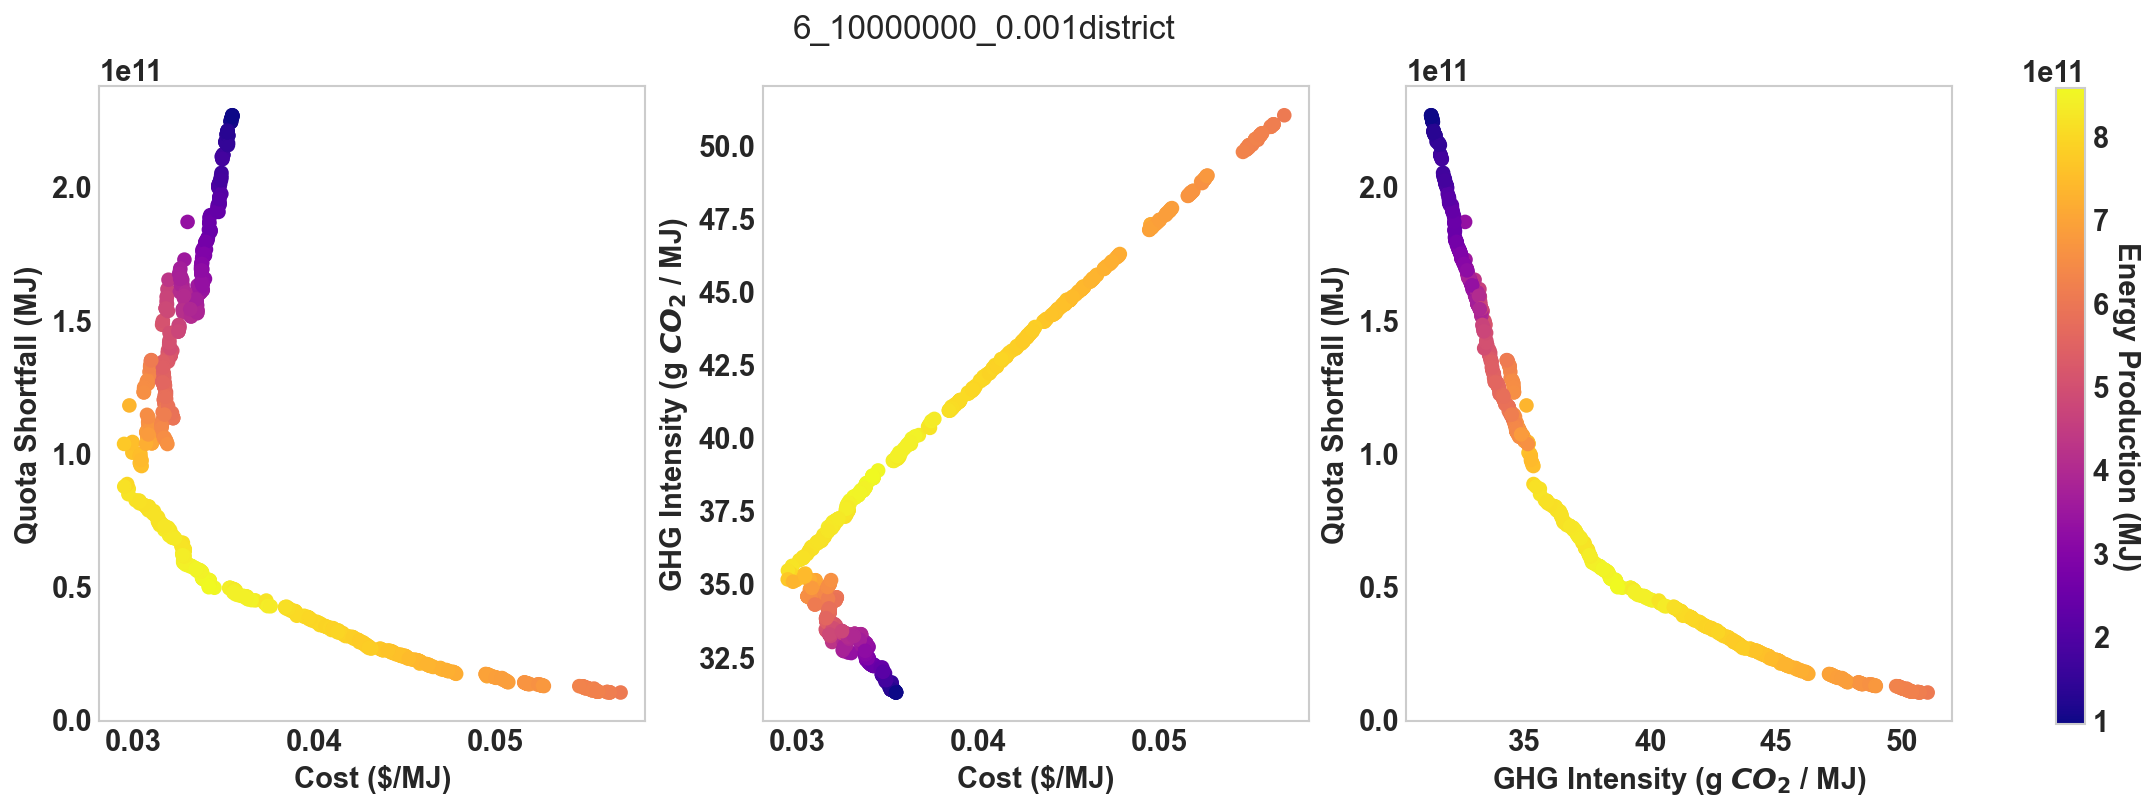 6_10000000_0.001district
1e11
Quota Shortfall (MJ)
2.0
1.5
1.0
0.5
0.0
0.03 0.04 0.05
Cost ($/MJ)
GHG Intensity (g CO₂ / MJ)
50.0
47.5
45.0
42.5
40.0
37.5
35.0
32.5
0.03 0.04 0.05
Cost ($/MJ)
1e11
Quota Shortfall (MJ)
2.0
1.5
1.0
0.5
0.0
35 40 45 50
GHG Intensity (g CO₂ / MJ)
1e11
8
7
6
5
4
3
2
1
Energy Production (MJ)